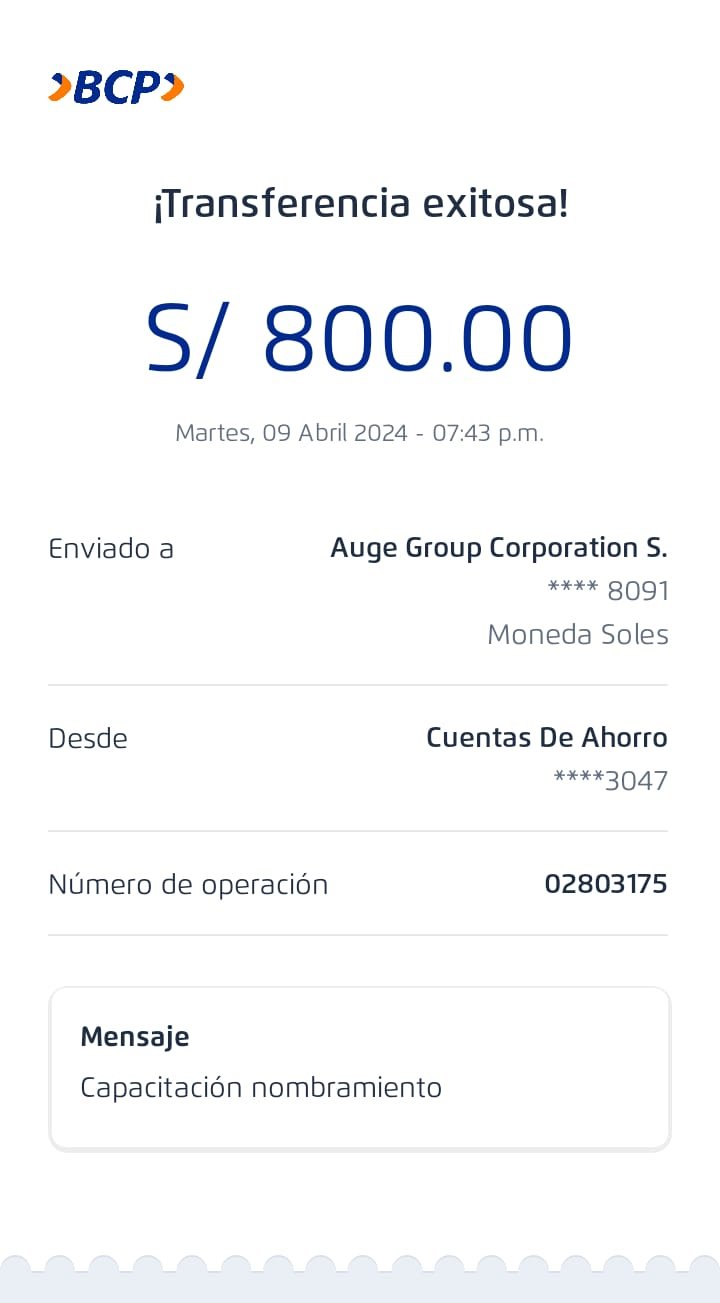 BCP
¡Transferencia exitosa!
S/ 800.00
Martes, 09 Abril 2024 - 07:43 p.m.
Enviado a
Auge Group Corporation S.
**** 8091
Moneda Soles
Desde
Cuentas De Ahorro
****3047
Número de operación
02803175
Mensaje
Capacitación nombramiento